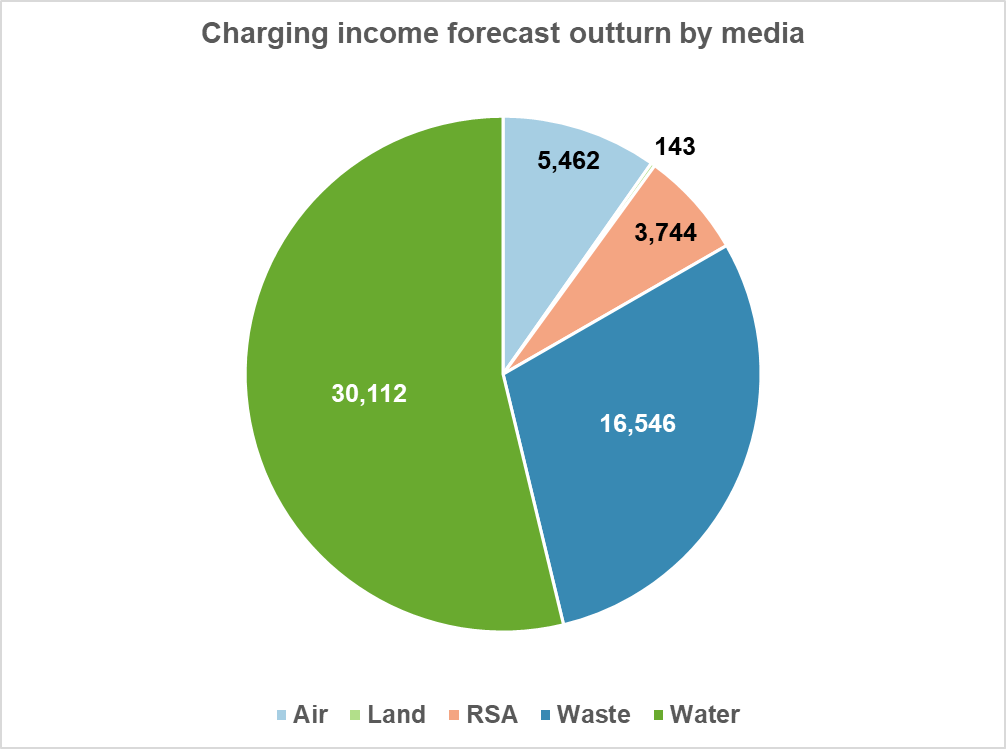 Charging income forecast outturn by media
5,462
143
3,744
30,112
16,546
Air Land RSA Waste Water